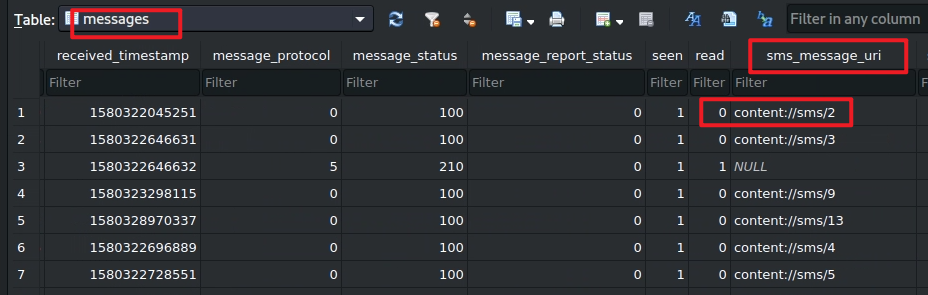 Table: messages Filter in any column
received_timestamp message_protocol message_status message_report_status seen read sms_message_uri
Filter Filter Filter Filter Filter Filter Filter
1 1580322045251 0 100 0 1 0 content://sms/2
2 1580322646631 0 100 0 1 0 content://sms/3
3 1580322646632 5 210 0 1 1 NULL
4 1580323298115 0 100 0 1 0 content://sms/9
5 1580328970337 0 100 0 1 0 content://sms/13
6 1580322696889 0 100 0 1 0 content://sms/4
7 1580322728551 0 100 0 1 0 content://sms/5